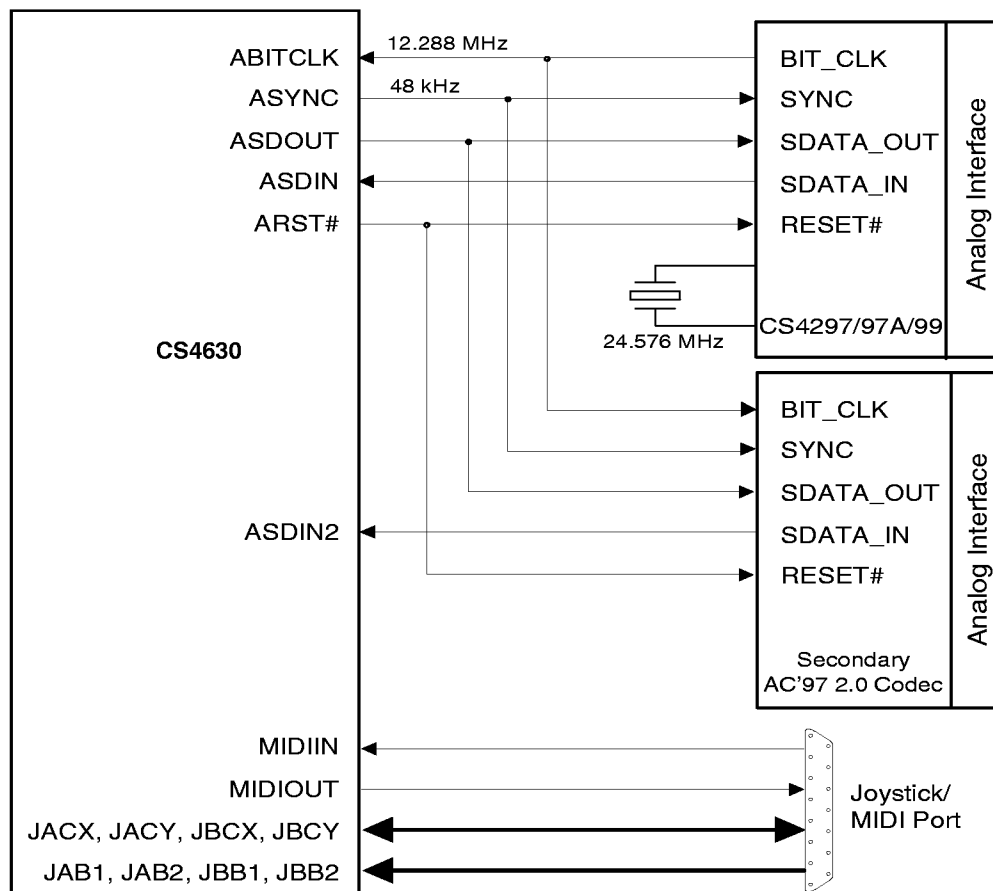 ABITCLK
12.288 MHz
BIT_CLK
ASYNC
48 kHz
SYNC
ASDOUT
SDATA_OUT
ASDIN
SDATA_IN
ARST#
RESET#
Analog Interface
24.576 MHz
CS4297/97A/99
CS4630
BIT_CLK
SYNC
SDATA_OUT
ASDIN2
SDATA_IN
RESET#
Analog Interface
Secondary
AC'97 2.0 Codec
MIDIIN
MIDIOUT
JACX, JACY, JBCX, JBCY
JAB1, JAB2, JBB1, JBB2
Joystick/
MIDI Port